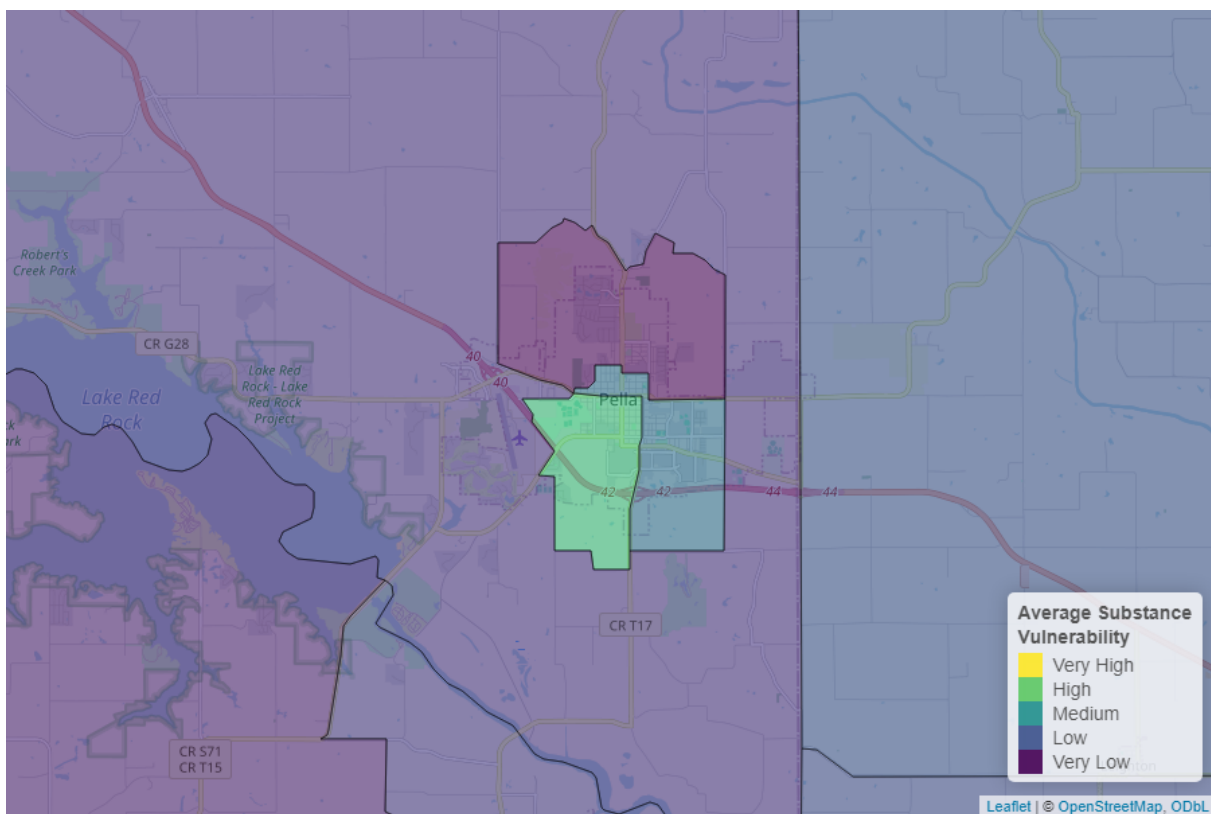 Robert's
Creek Park
CR G28
40
40
Lake Red
Rock - Lake
Red Rock
Project
Lake Red
Rock
Pella
42
42
44
44
CR T17
CR S71
CR T15
Average Substance
Vulnerability
Very High
High
Medium
Low
Very Low
Leaflet | © OpenStreetMap, ODbL